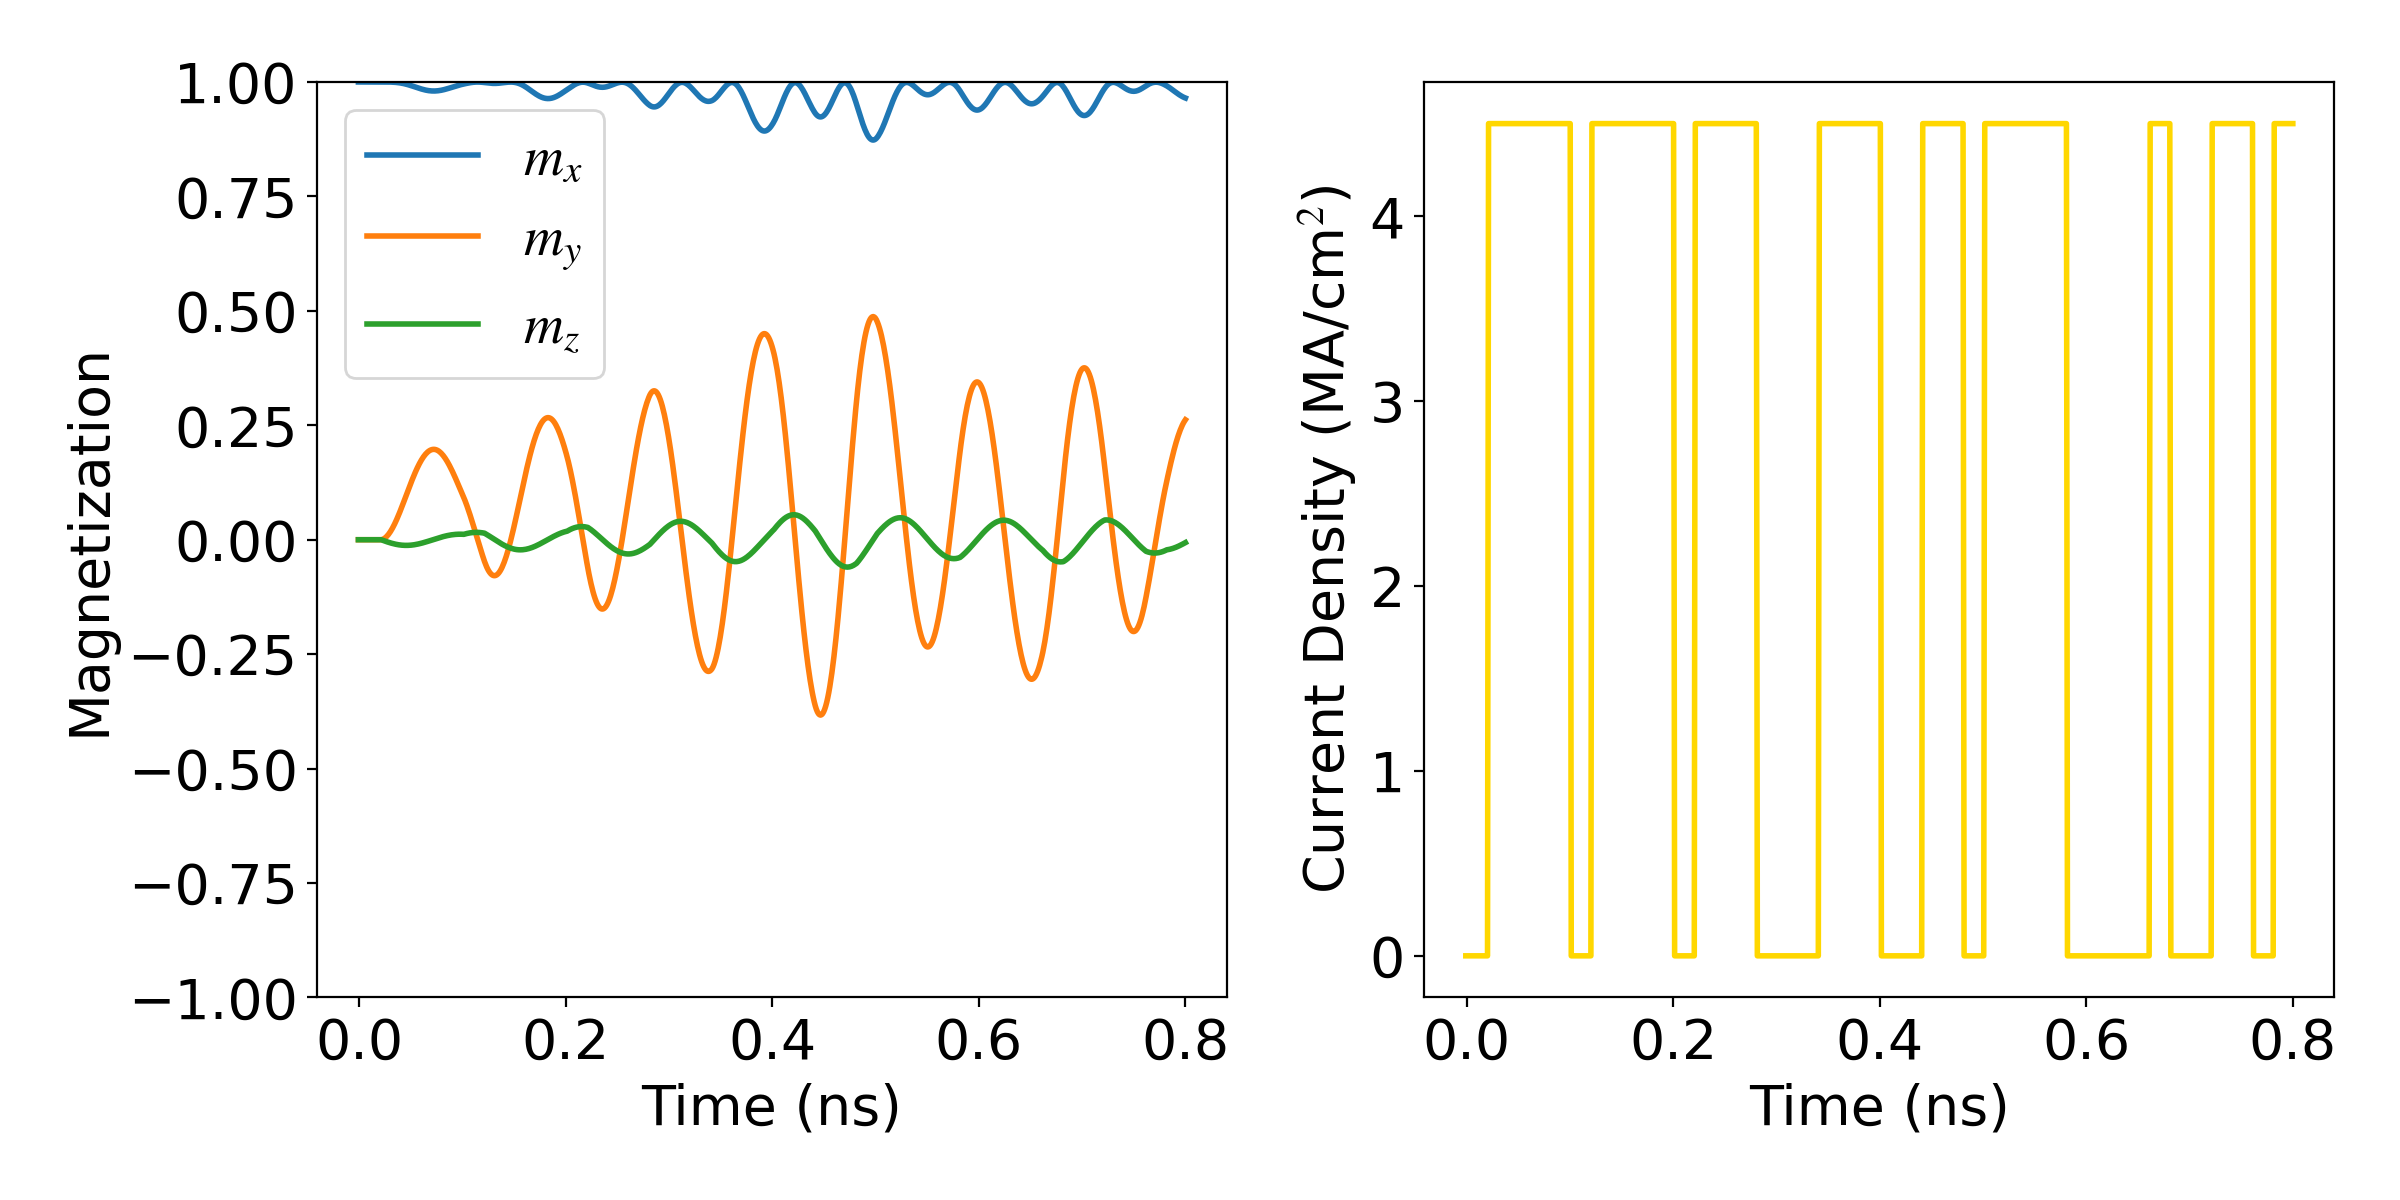 1.00
0.75
0.50
0.25
0.00
−0.25
−0.50
−0.75
−1.00
Magnetization
m_x
m_y
m_z
0.0 0.2 0.4 0.6 0.8
Time (ns)
4
3
2
1
0
Current Density (MA/cm²)
0.0 0.2 0.4 0.6 0.8
Time (ns)